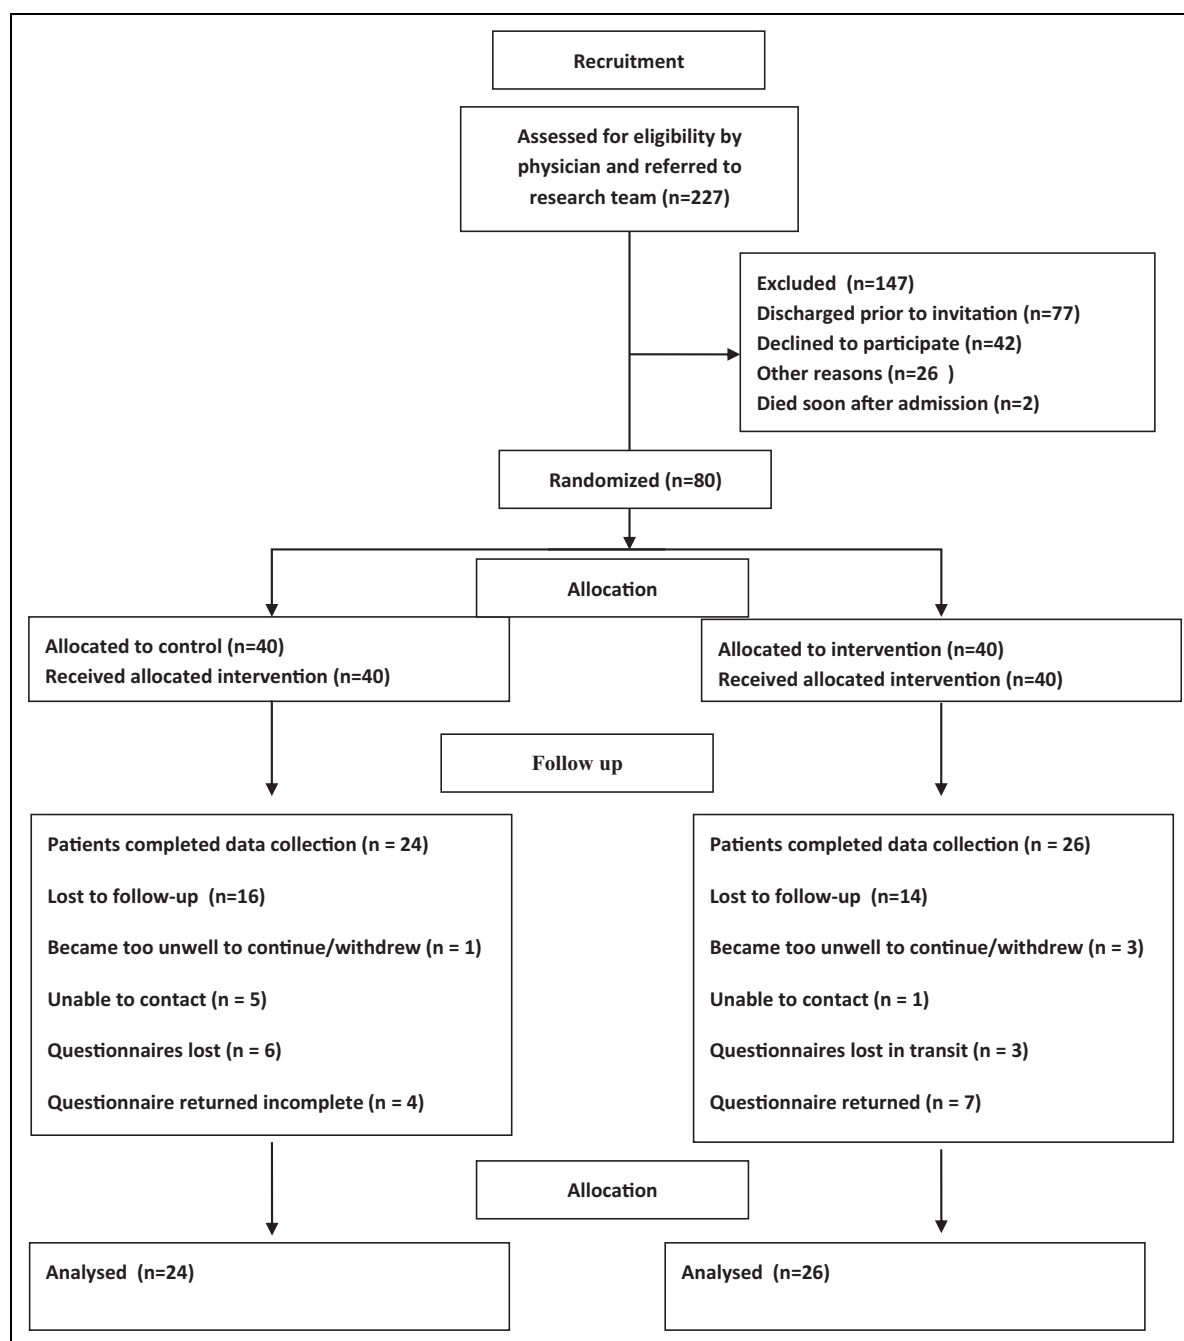 Recruitment
Assessed for eligibility by
physician and referred to
research team (n=227)
Excluded  (n=147)
Discharged prior to invitation (n=77)
Declined to participate (n=42)
Other reasons (n=26  )
Died soon after admission (n=2)
Randomized (n=80)
Allocation
Allocated to control (n=40)
Received allocated intervention (n=40)
Allocated to intervention (n=40)
Received allocated intervention (n=40)
Follow up
Patients completed data collection (n = 24)
Lost to follow-up  (n=16)
Became too unwell to continue/withdrew (n = 1)
Unable to contact (n = 5)
Questionnaires lost (n = 6)
Questionnaire returned incomplete (n = 4)
Patients completed data collection (n = 26)
Lost to follow-up  (n=14)
Became too unwell to continue/withdrew (n = 3)
Unable to contact (n = 1)
Questionnaires lost in transit (n = 3)
Questionnaire returned (n = 7)
Allocation
Analysed  (n=24)
Analysed  (n=26)